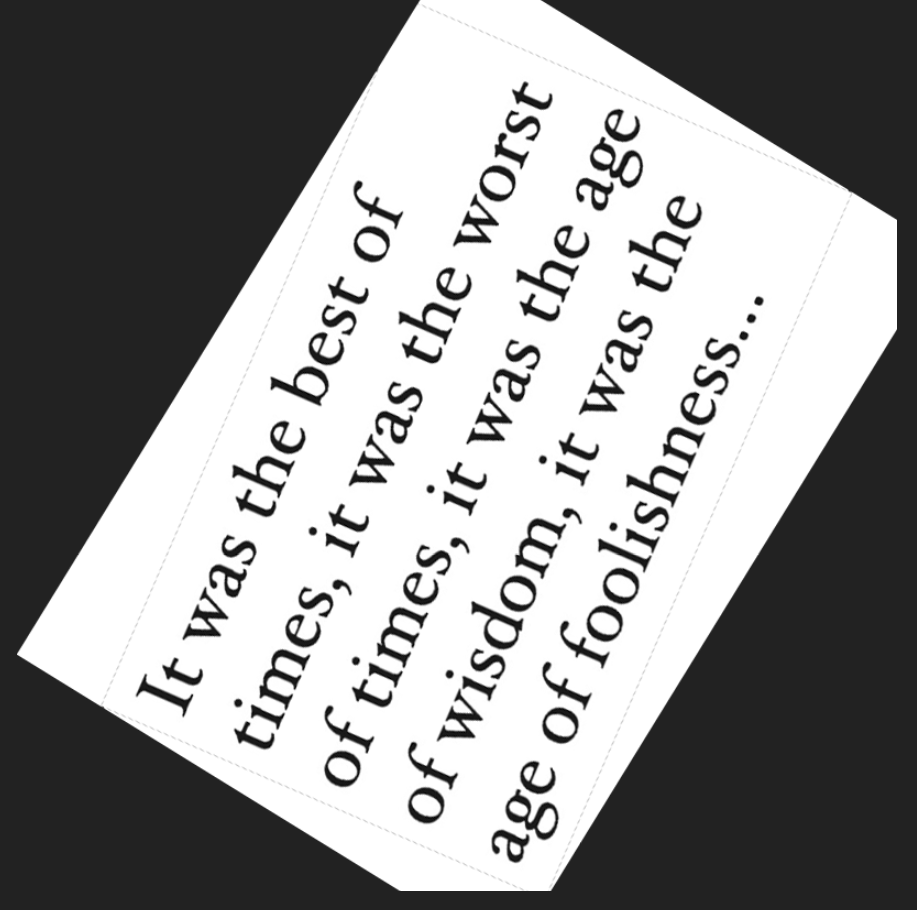 It was the best of
times, it was the worst
of times, it was the age
of wisdom, it was the
age of foolishness...